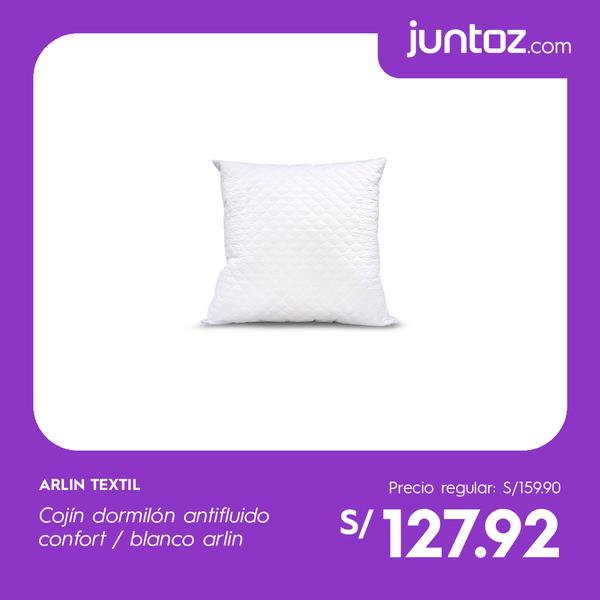 juntoz.com
ARLIN TEXTIL
Cojín dormilón antifluido
confort / blanco arlin
Precio regular: S/159.90
S/127.92